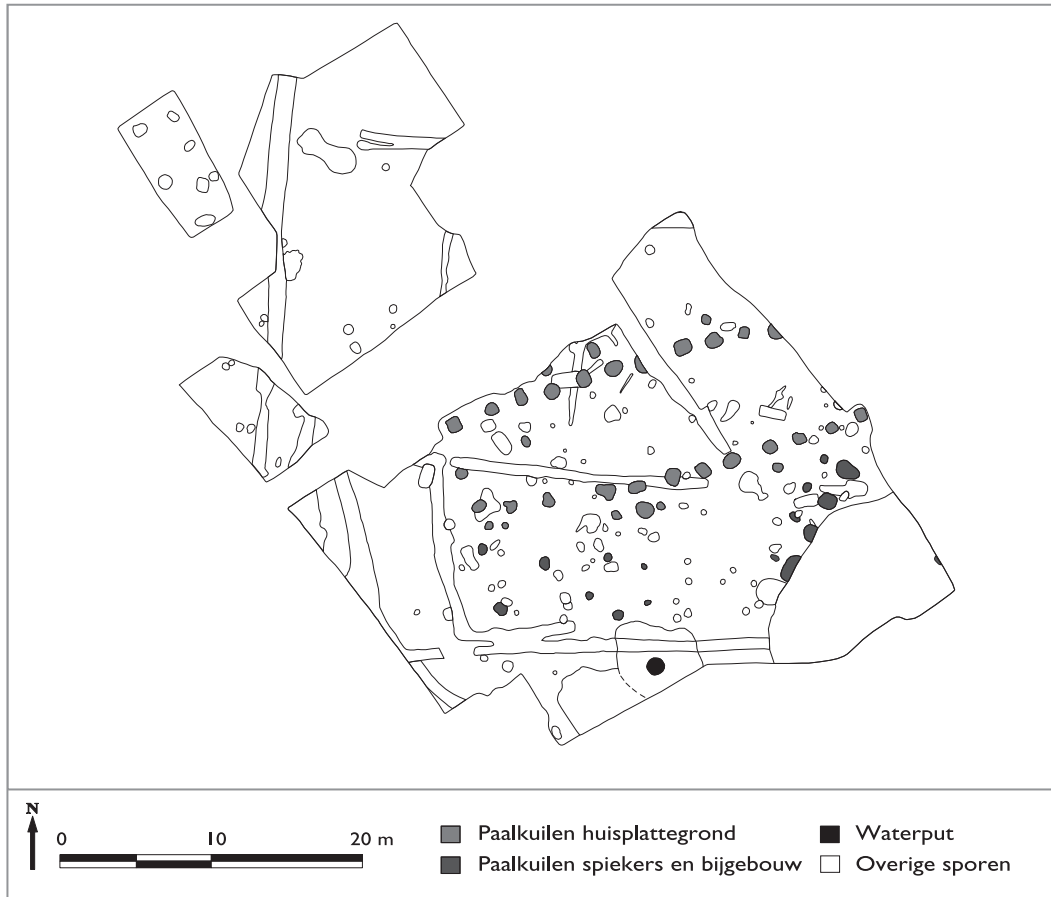 N
0 10 20 m
Paalkuilen huisplattegrond
Paalkuilen spiekers en bijgebouw
Waterput
Overige sporen